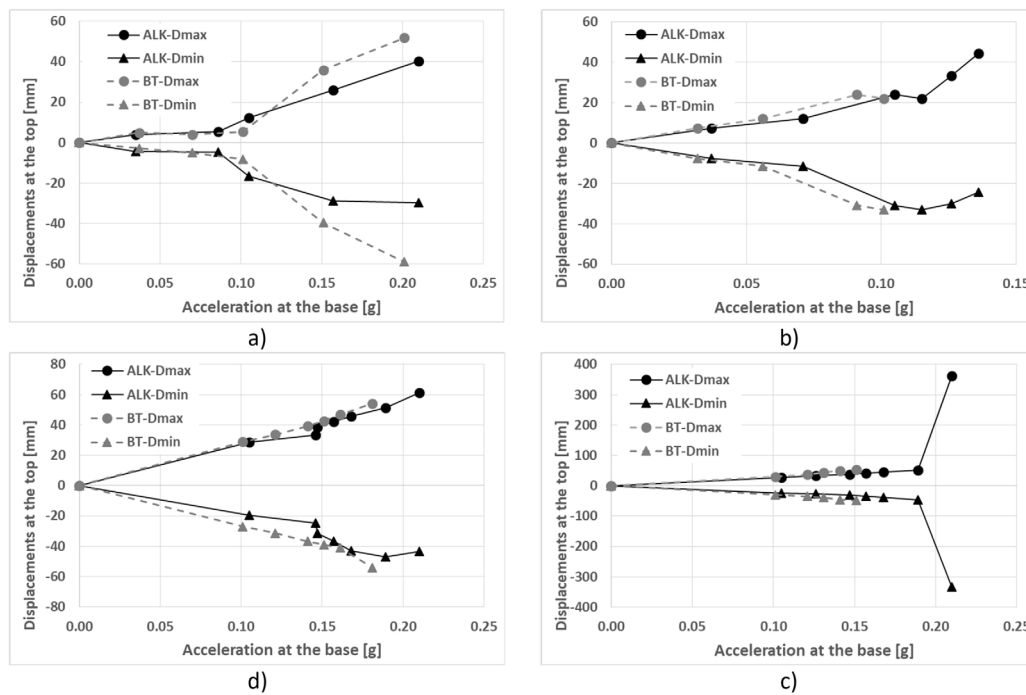 60
40
20
0
-20
-40
-60
Displacements at the top [mm]
ALK-Dmax
ALK-Dmin
BT-Dmax
BT-Dmin
0.00 0.05 0.10 0.15 0.20 0.25
Acceleration at the base [g]
a)
60
40
20
0
-20
-40
-60
Displacements at the top [mm]
ALK-Dmax
ALK-Dmin
BT-Dmax
BT-Dmin
0.00 0.05 0.10 0.15
Acceleration at the base [g]
b)
80
60
40
20
0
-20
-40
-60
-80
Displacements at the top [mm]
ALK-Dmax
ALK-Dmin
BT-Dmax
BT-Dmin
0.00 0.05 0.10 0.15 0.20 0.25
Acceleration at the base [g]
d)
400
300
200
100
0
-100
-200
-300
-400
Displacements at the top [mm]
ALK-Dmax
ALK-Dmin
BT-Dmax
BT-Dmin
0.00 0.05 0.10 0.15 0.20 0.25
Acceleration at the base [g]
c)